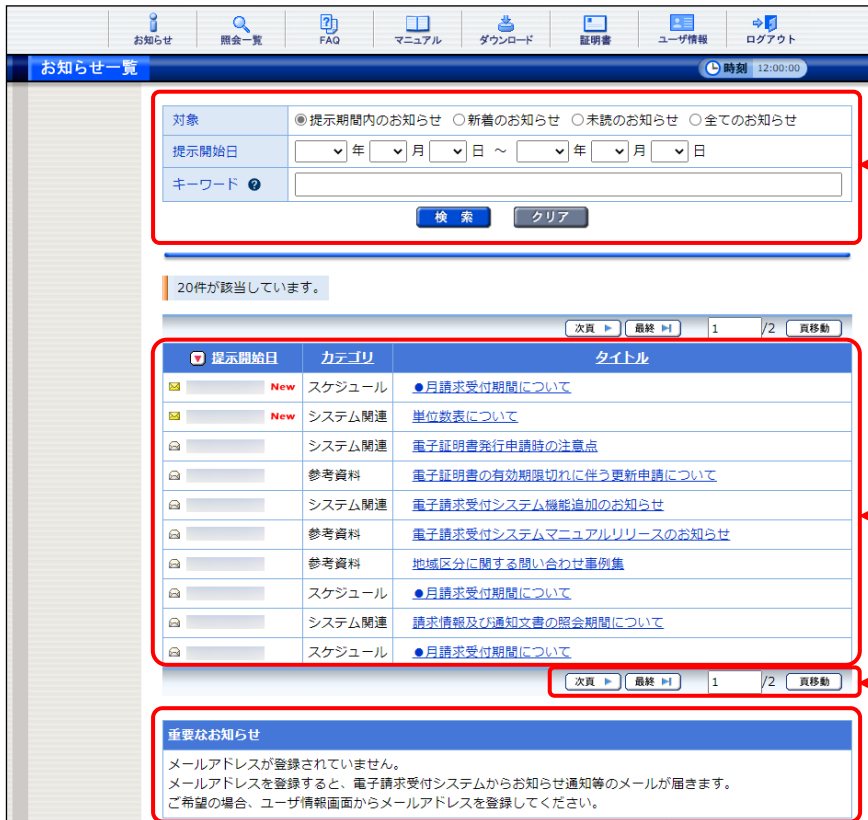 お知らせ 照会一覧 FAQ マニュアル ダウンロード 証明書 ユーザ情報 ログアウト
お知らせ一覧 時刻 12:00:00
対象 提示期間内のお知らせ 新着のお知らせ 未読のお知らせ 全てのお知らせ
提示開始日 年 月 日 ～ 年 月 日
キーワード ?
検 索 クリア
20件が該当しています。
次頁 最終 1 /2 頁移動
提示開始日 カテゴリ タイトル
New スケジュール ●月請求受付期間について
New システム関連 単位数表について
システム関連 電子証明書発行申請時の注意点
参考資料 電子証明書の有効期限切れに伴う更新申請について
システム関連 電子請求受付システム機能追加のお知らせ
参考資料 電子請求受付システムマニュアルリリースのお知らせ
参考資料 地域区分に関する問い合わせ事例集
スケジュール ●月請求受付期間について
システム関連 請求情報及び通知文書の照会期間について
スケジュール ●月請求受付期間について
次頁 最終 1 /2 頁移動
重要なお知らせ
メールアドレスが登録されていません。
メールアドレスを登録すると、電子請求受付システムからお知らせ通知等のメールが届きます。
ご希望の場合、ユーザ情報画面からメールアドレスを登録してください。